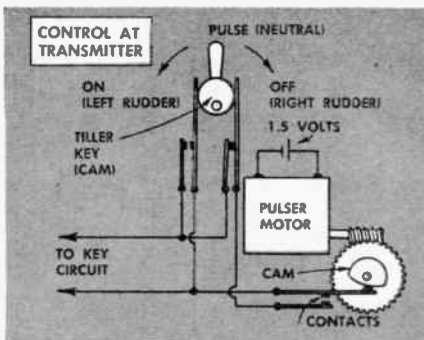 CONTROL AT
TRANSMITTER
PULSE (NEUTRAL)
ON
(LEFT RUDDER)
OFF
(RIGHT RUDDER)
TILLER
KEY
(CAM)
1.5 VOLTS
PULSER
MOTOR
TO KEY
CIRCUIT
CAM
CONTACTS